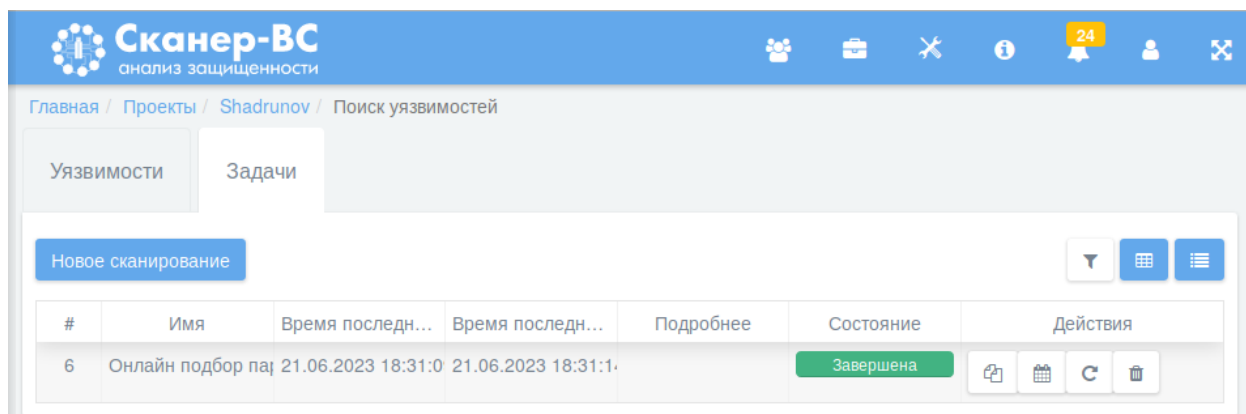 Сканер-ВС
анализ защищенности
24
Главная / Проекты / Shadrunov / Поиск уязвимостей
Уязвимости Задачи
Новое сканирование
# Имя Время последн... Время последн... Подробнее Состояние Действия
6 Онлайн подбор 21.06.2023 18:31:0 21.06.2023 18:31:1 Завершена